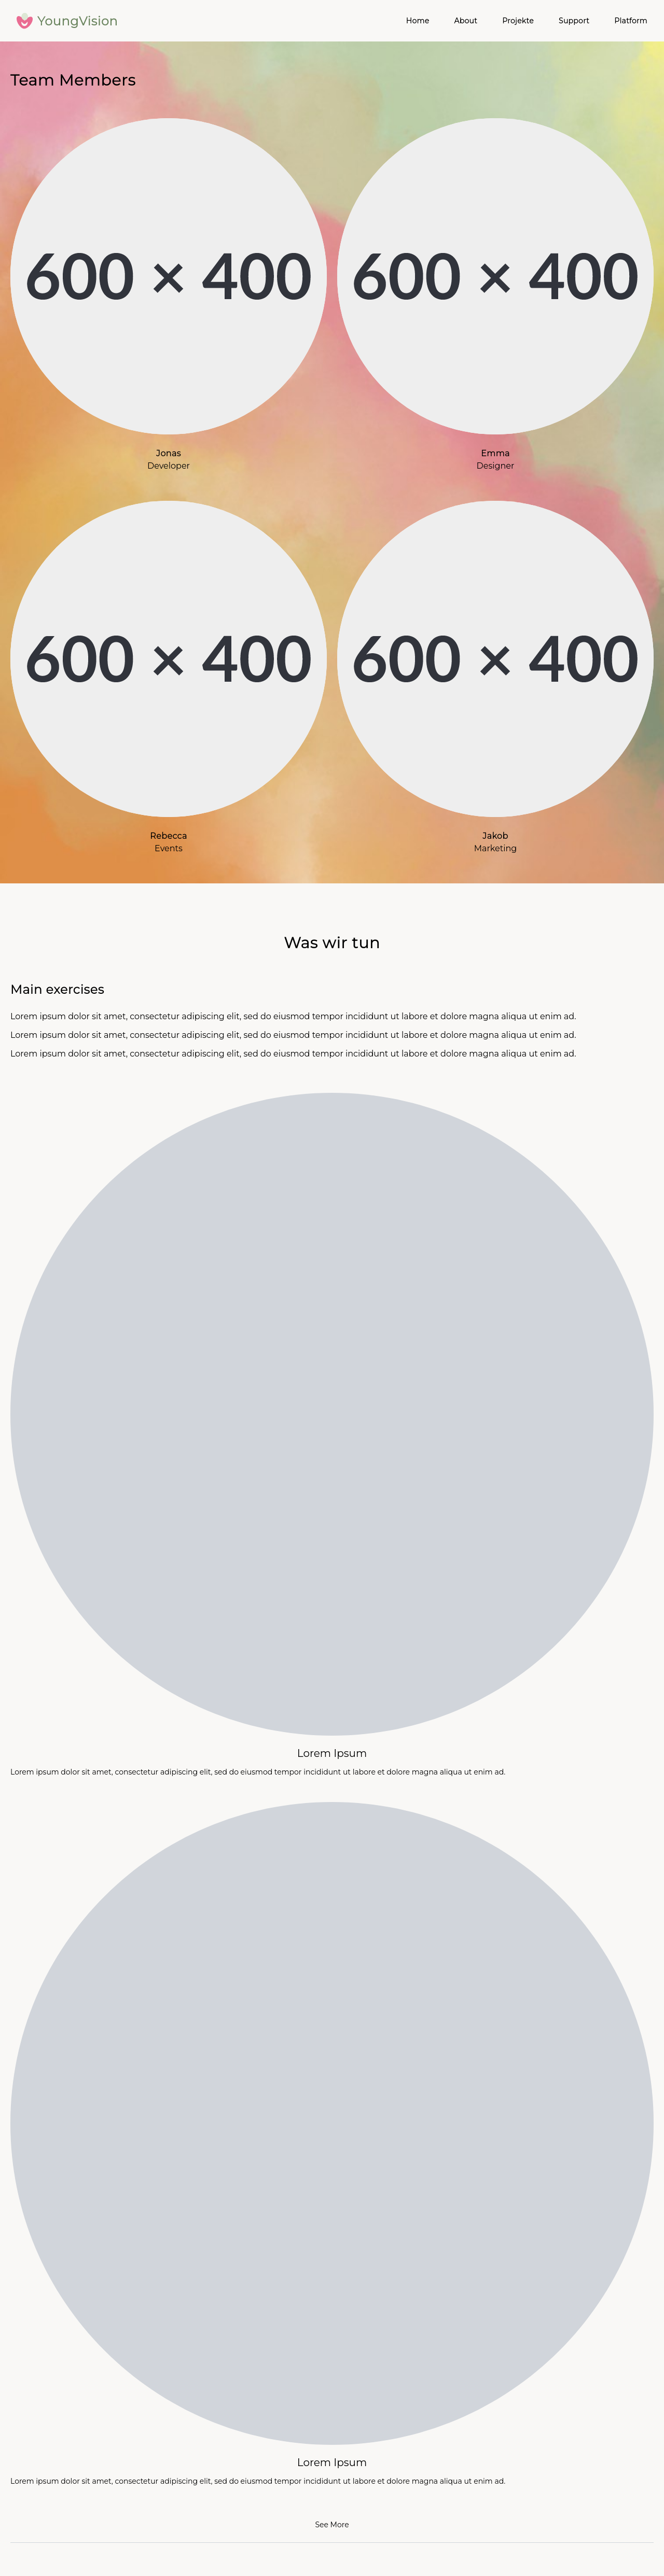 YoungVision
Home About Projekte Support Platform
Team Members
600 × 400
600 × 400
Jonas
Developer
Emma
Designer
600 × 400
600 × 400
Rebecca
Events
Jakob
Marketing
Was wir tun
Main exercises
Lorem ipsum dolor sit amet, consectetur adipiscing elit, sed do eiusmod tempor incididunt ut labore et dolore magna aliqua ut enim ad.
Lorem ipsum dolor sit amet, consectetur adipiscing elit, sed do eiusmod tempor incididunt ut labore et dolore magna aliqua ut enim ad.
Lorem ipsum dolor sit amet, consectetur adipiscing elit, sed do eiusmod tempor incididunt ut labore et dolore magna aliqua ut enim ad.
Lorem Ipsum
Lorem ipsum dolor sit amet, consectetur adipiscing elit, sed do eiusmod tempor incididunt ut labore et dolore magna aliqua ut enim ad.
Lorem Ipsum
Lorem ipsum dolor sit amet, consectetur adipiscing elit, sed do eiusmod tempor incididunt ut labore et dolore magna aliqua ut enim ad.
See More